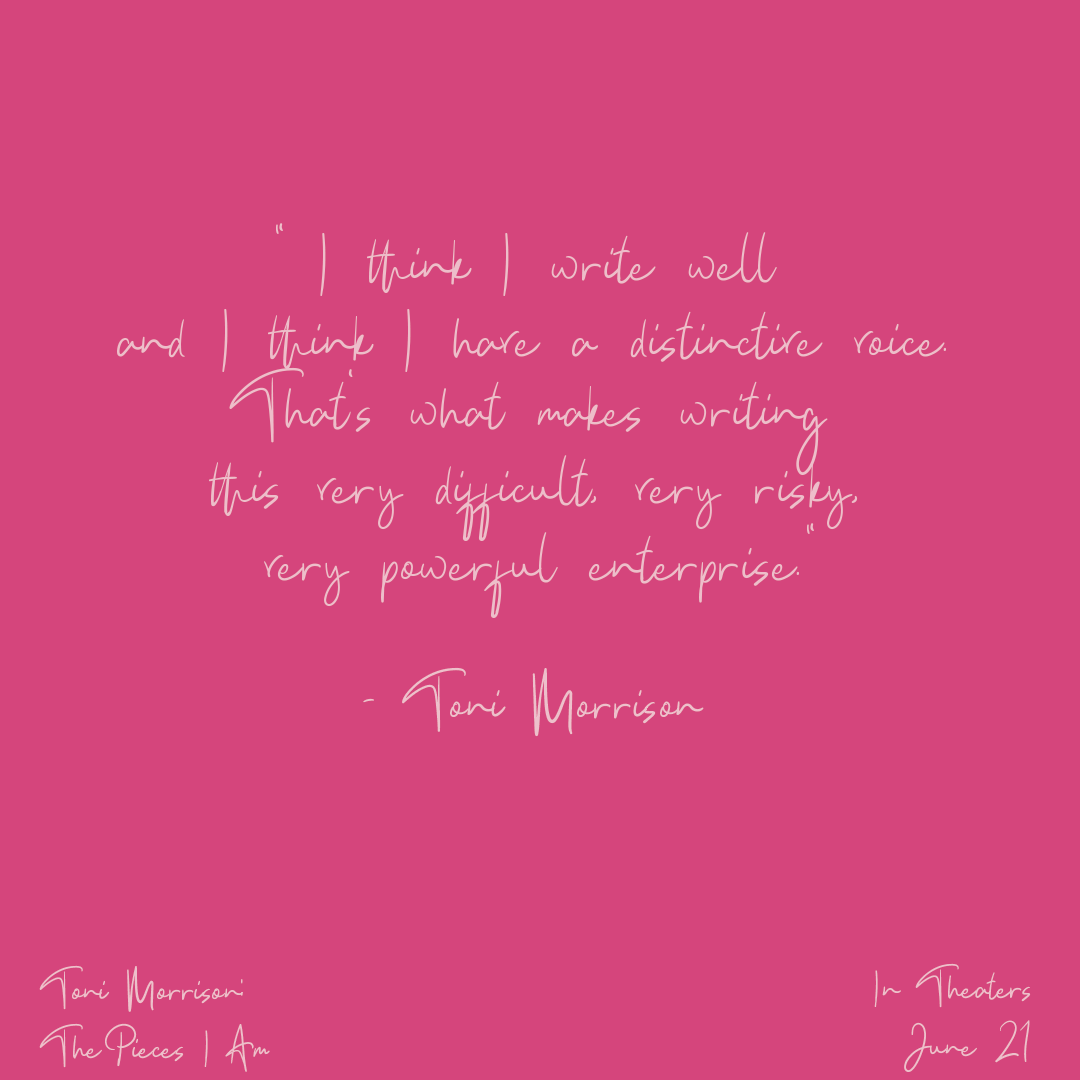 “ I think I write well
and I think I have a distinctive voice.
That's what makes writing
this very difficult, very risky,
very powerful enterprise.“
- Toni Morrison
Toni Morrison:
The Pieces I Am
In Theaters
June 21